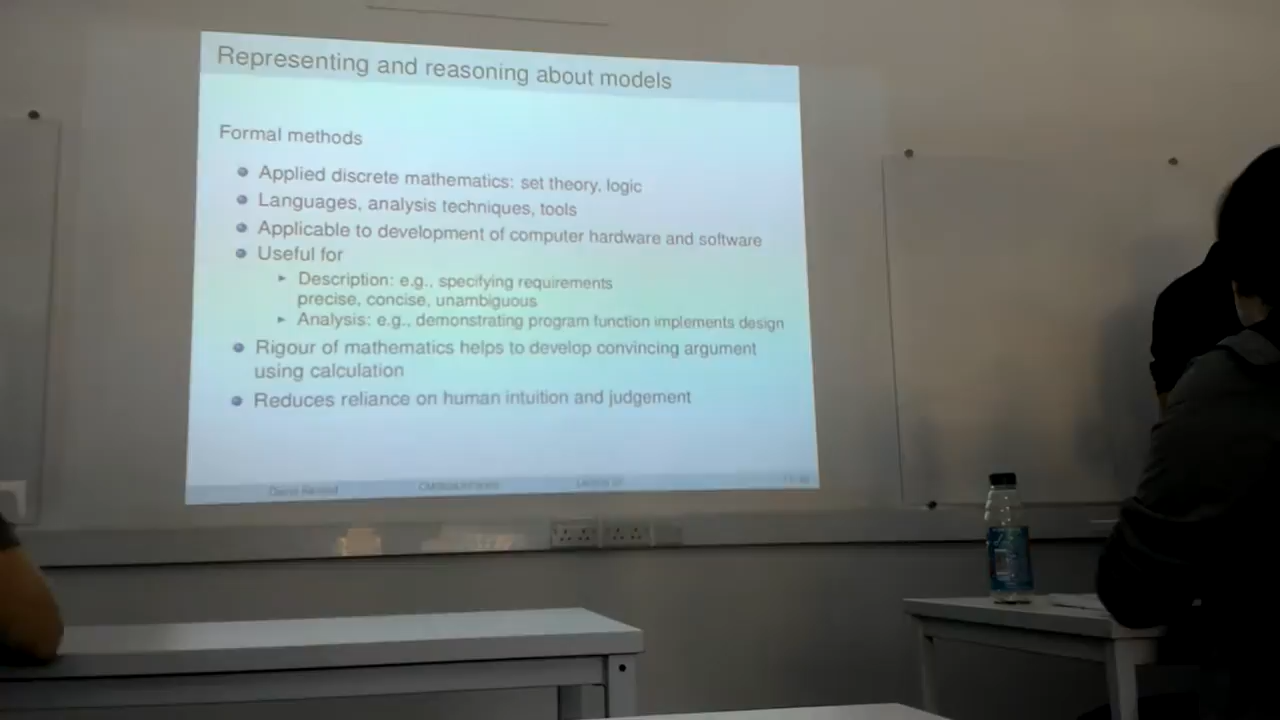 Representing and reasoning about models
Formal methods
Applied discrete mathematics: set theory, logic
Languages, analysis techniques, tools
Applicable to development of computer hardware and software
Useful for
Description: e.g., specifying requirements
precise, concise, unambiguous
Analysis: e.g., demonstrating program function implements design
Rigour of mathematics helps to develop convincing argument
using calculation
Reduces reliance on human intuition and judgement